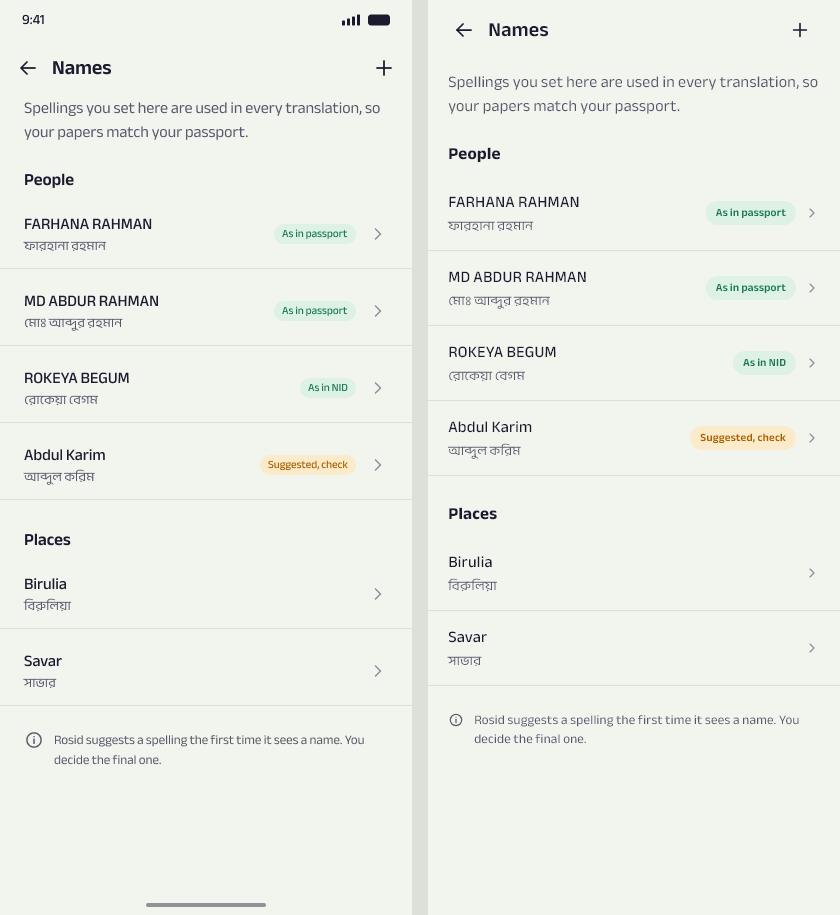 9:41
Names
Spellings you set here are used in every translation, so
your papers match your passport.
People
FARHANA RAHMAN
ফারহানা রহমান
As in passport
MD ABDUR RAHMAN
মোঃ আব্দুর রহমান
As in passport
ROKEYA BEGUM
রোকেয়া বেগম
As in NID
Abdul Karim
আব্দুল করিম
Suggested, check
Places
Birulia
বিরুলিয়া
Savar
সাভার
Rosid suggests a spelling the first time it sees a name. You
decide the final one.
Names
Spellings you set here are used in every translation, so
your papers match your passport.
People
FARHANA RAHMAN
ফারহানা রহমান
As in passport
MD ABDUR RAHMAN
মোঃ আব্দুর রহমান
As in passport
ROKEYA BEGUM
রোকেয়া বেগম
As in NID
Abdul Karim
আব্দুল করিম
Suggested, check
Places
Birulia
বিরুলিয়া
Savar
সাভার
Rosid suggests a spelling the first time it sees a name. You
decide the final one.